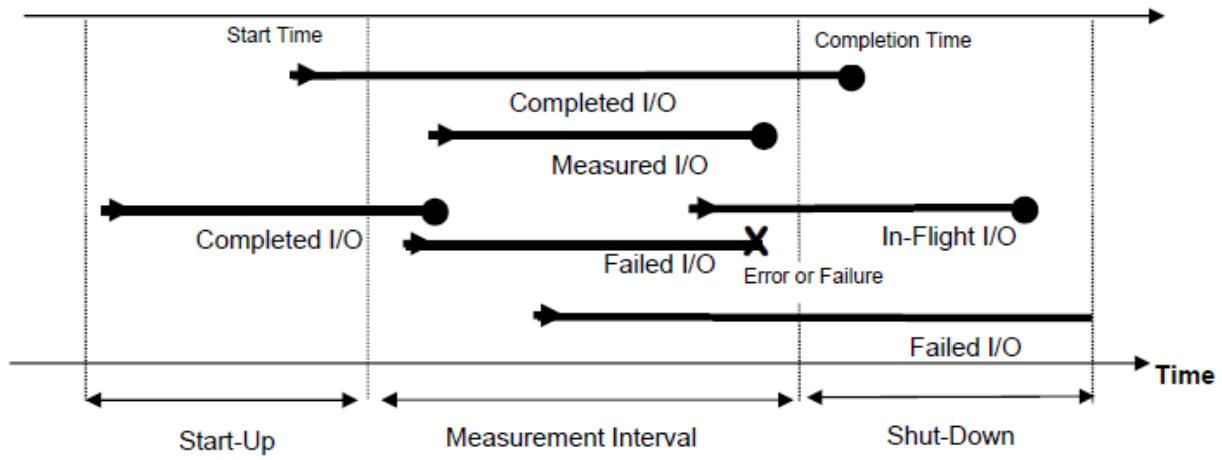 Start Time
Completion Time
Completed I/O
Measured I/O
Completed I/O
In-Flight I/O
Failed I/O
Error or Failure
Failed I/O
Time
Start-Up
Measurement Interval
Shut-Down